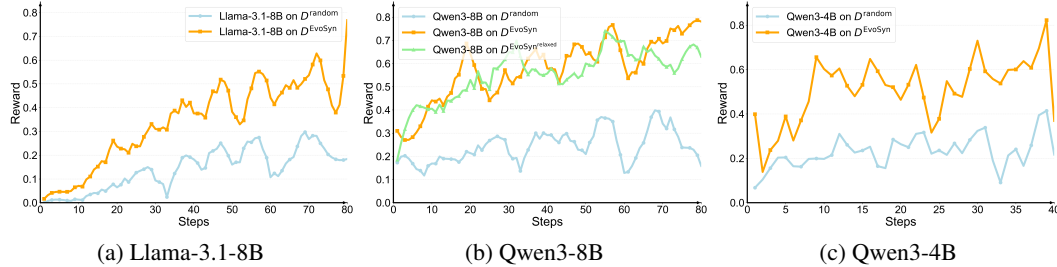 Llama-3.1-8B on D^random
Llama-3.1-8B on D^EvoSyn
Reward
0.8
0.7
0.6
0.5
0.4
0.3
0.2
0.1
0.0
0 10 20 30 40 50 60 70 80
Steps
(a) Llama-3.1-8B
Qwen3-8B on D^random
Qwen3-8B on D^EvoSyn
Qwen3-8B on D^EvoSyn^relaxed
Reward
0.8
0.7
0.6
0.5
0.4
0.3
0.2
0.1
0.0
0 10 20 30 40 50 60 70 80
Steps
(b) Qwen3-8B
Qwen3-4B on D^random
Qwen3-4B on D^EvoSyn
Reward
0.8
0.6
0.4
0.2
0.0
0 5 10 15 20 25 30 35 40
Steps
(c) Qwen3-4B